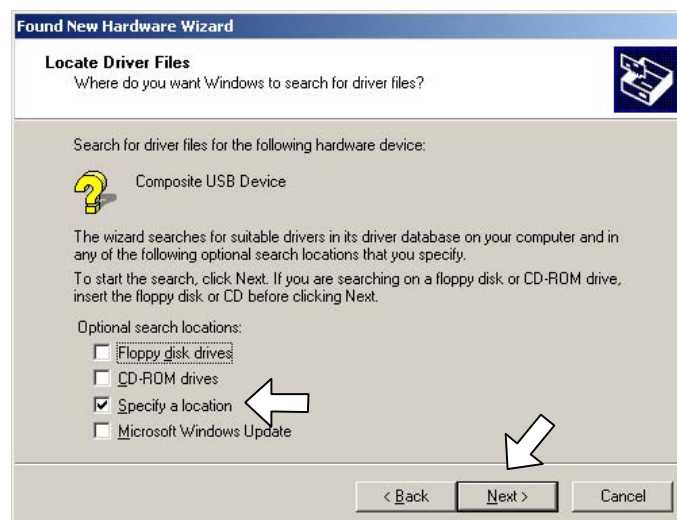 Found New Hardware Wizard
Locate Driver Files
Where do you want Windows to search for driver files?
Search for driver files for the following hardware device:
Composite USB Device
The wizard searches for suitable drivers in its driver database on your computer and in
any of the following optional search locations that you specify.
To start the search, click Next. If you are searching on a floppy disk or CD-ROM drive,
insert the floppy disk or CD before clicking Next.
Optional search locations:
Floppy disk drives
CD-ROM drives
Specify a location
Microsoft Windows Update
< Back Next > Cancel